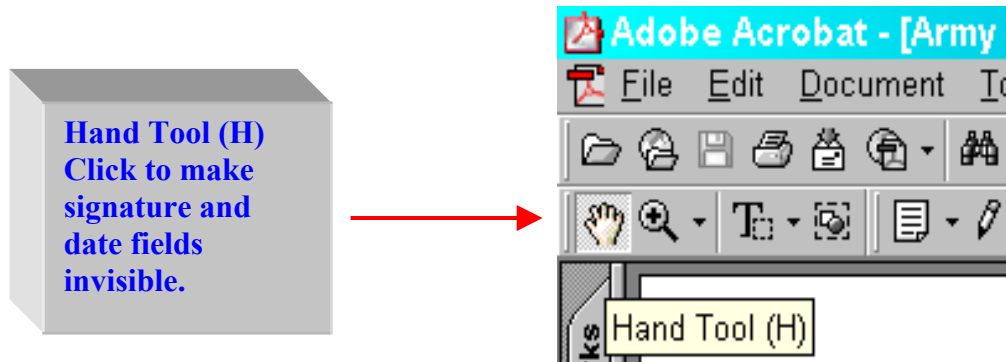 Hand Tool (H)
Click to make
signature and
date fields
invisible.
Adobe Acrobat - [Army
File Edit Document
Hand Tool (H)